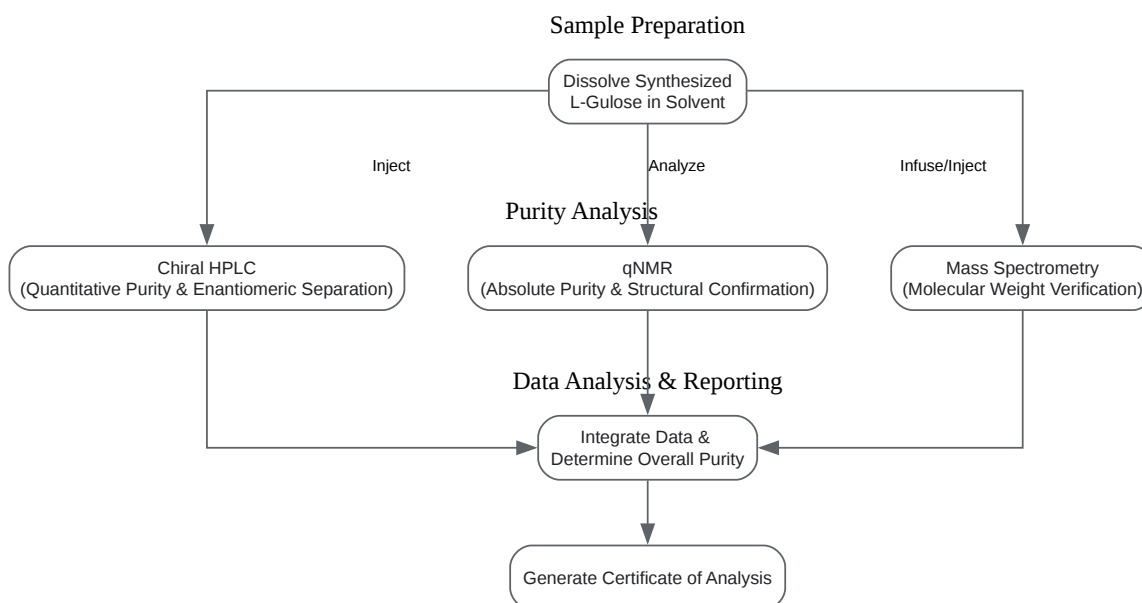 Sample Preparation
Dissolve Synthesized
L-Gulose in Solvent
Inject
Analyze
Infuse/Inject
Purity Analysis
Chiral HPLC
(Quantitative Purity & Enantiomeric Separation)
qNMR
(Absolute Purity & Structural Confirmation)
Mass Spectrometry
(Molecular Weight Verification)
Data Analysis & Reporting
Integrate Data &
Determine Overall Purity
Generate Certificate of Analysis